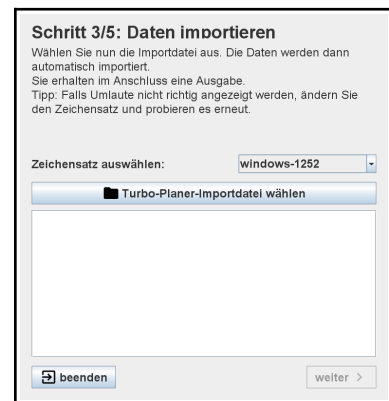 Schritt 3/5: Daten importieren
Wählen Sie nun die Importdatei aus. Die Daten werden dann
automatisch importiert.
Sie erhalten im Anschluss eine Ausgabe.
Tipp: Falls Umlaute nicht richtig angezeigt werden, ändern Sie
den Zeichensatz und probieren es erneut.
Zeichensatz auswählen: windows-1252
Turbo-Planer-Importdatei wählen
beenden weiter >